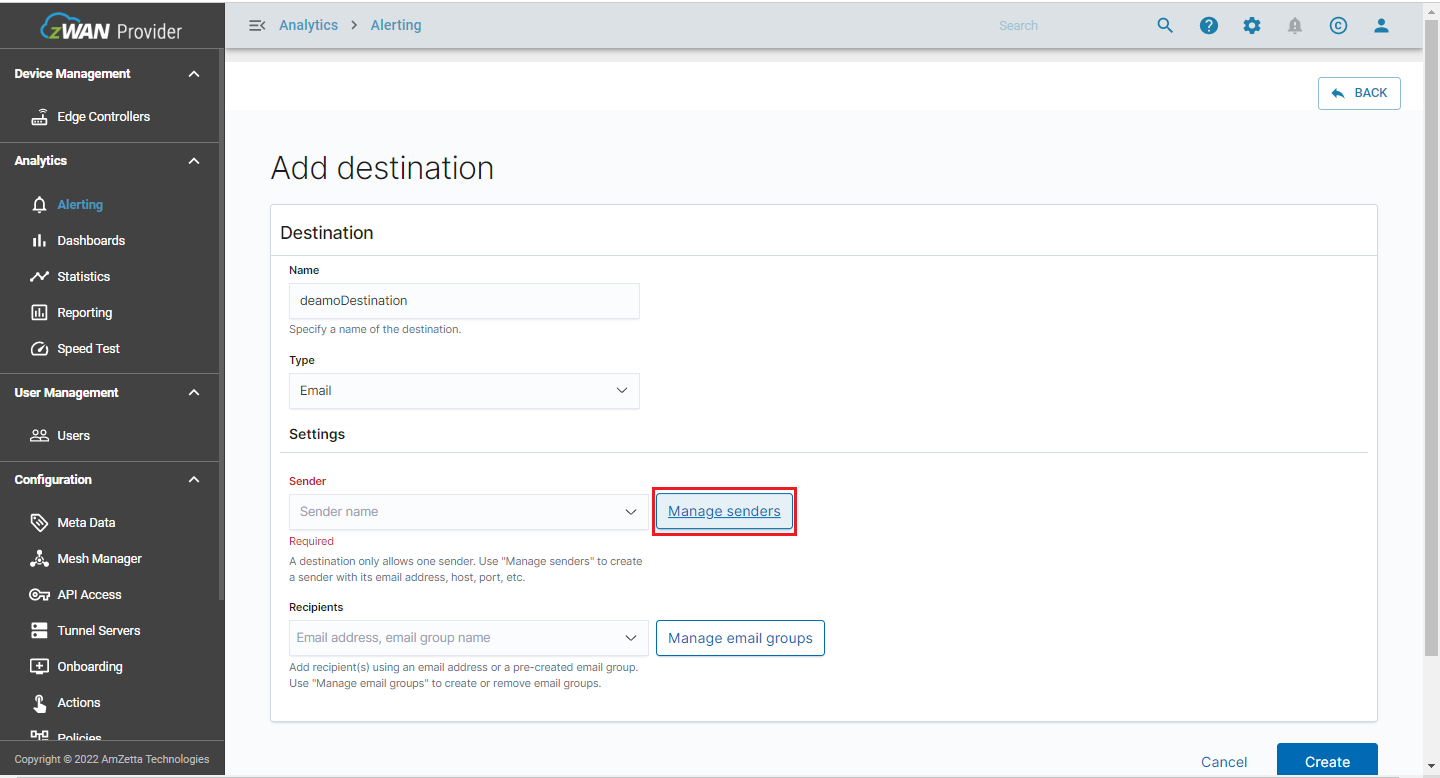 zWAN Provider
Analytics > Alerting
Search
C
BACK
Device Management
Edge Controllers
Analytics
Alerting
Dashboards
Statistics
Reporting
Speed Test
User Management
Users
Configuration
Meta Data
Mesh Manager
API Access
Tunnel Servers
Onboarding
Actions
Policies
Copyright © 2022 AmZetta Technologies
Add destination
Destination
Name
deamoDestination
Specify a name of the destination.
Type
Email
Settings
Sender
Sender name
Manage senders
Required
A destination only allows one sender. Use "Manage senders" to create
a sender with its email address, host, port, etc.
Recipients
Email address, email group name
Manage email groups
Add recipient(s) using an email address or a pre-created email group.
Use "Manage email groups" to create or remove email groups.
Cancel
Create